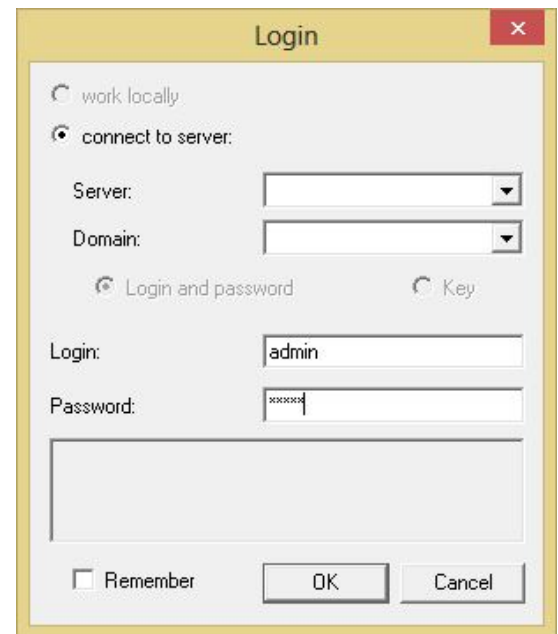 Login
work locally
connect to server:
Server:
Domain:
Login and password Key
Login: admin
Password: *****
Remember OK Cancel